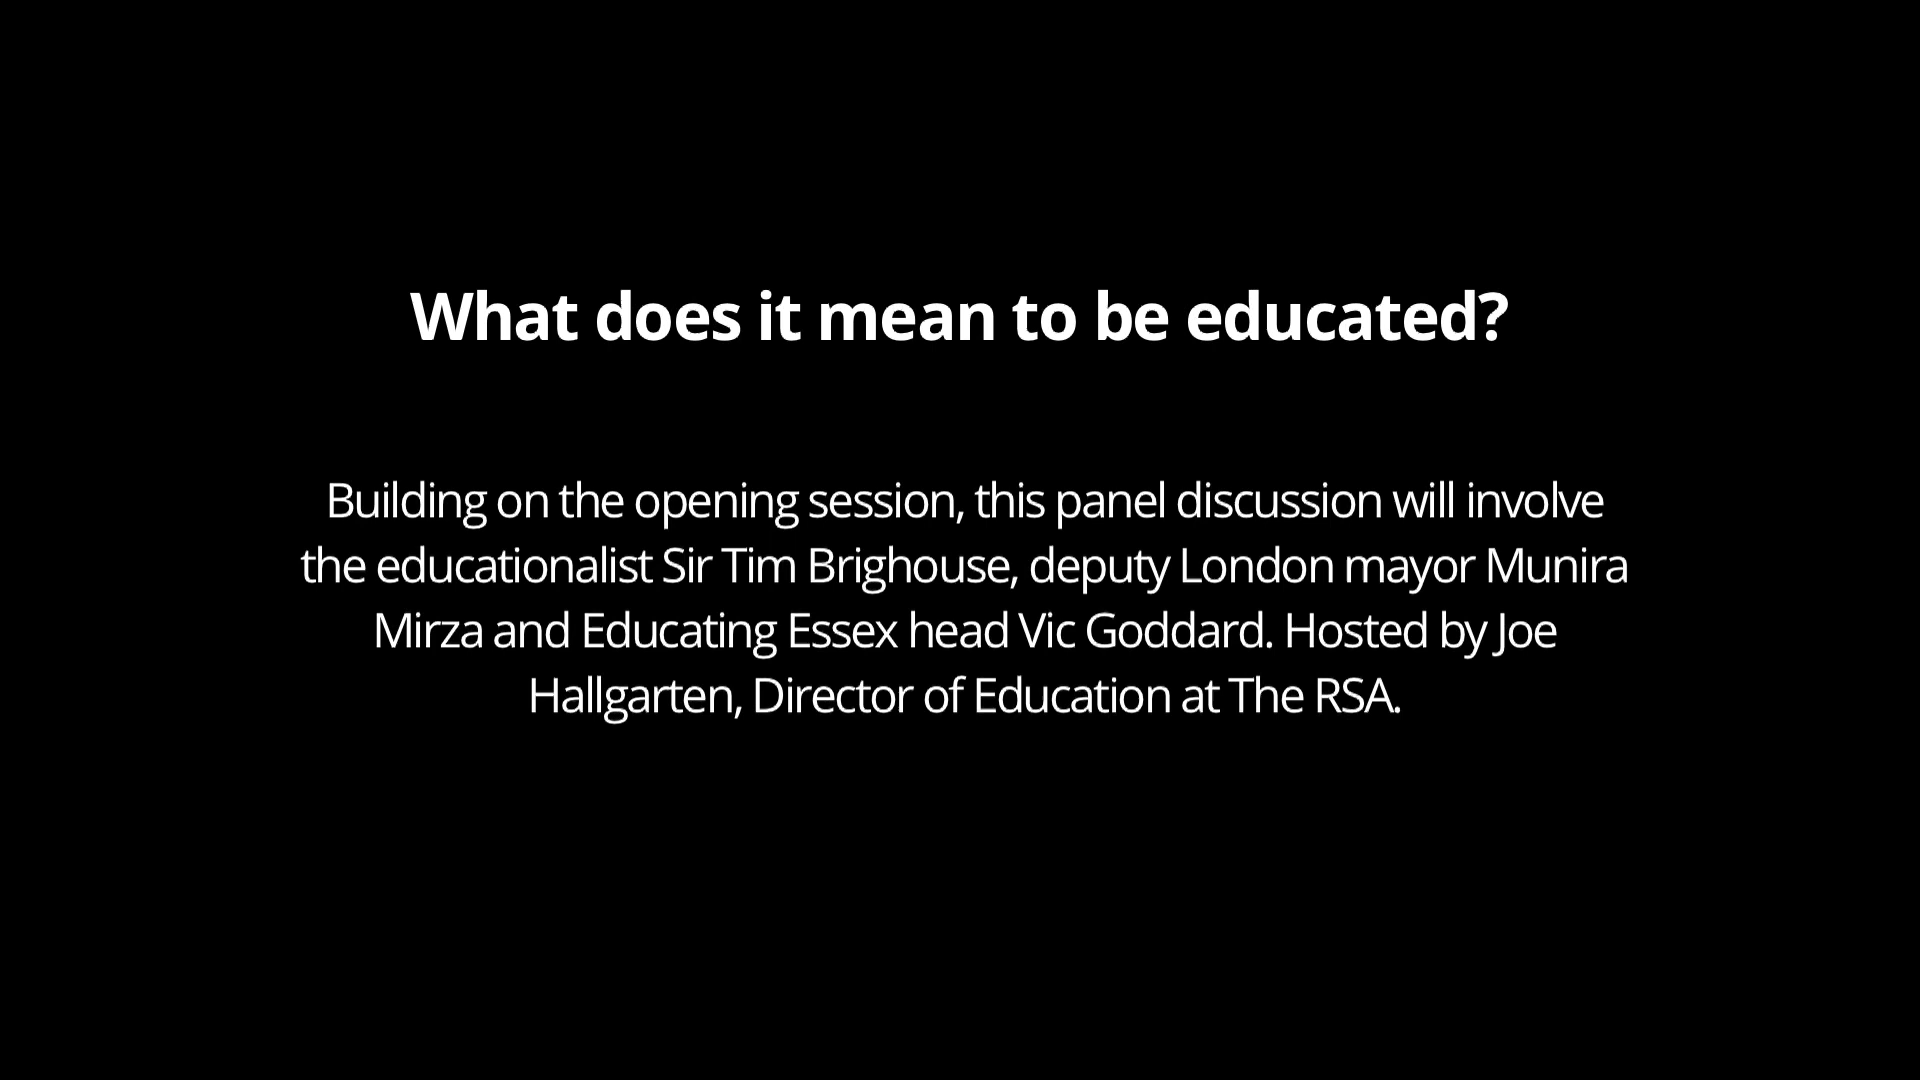 What does it mean to be educated?
Building on the opening session, this panel discussion will involve
the educationalist Sir Tim Brighouse, deputy London mayor Munira
Mirza and Educating Essex head Vic Goddard. Hosted by Joe
Hallgarten, Director of Education at The RSA.